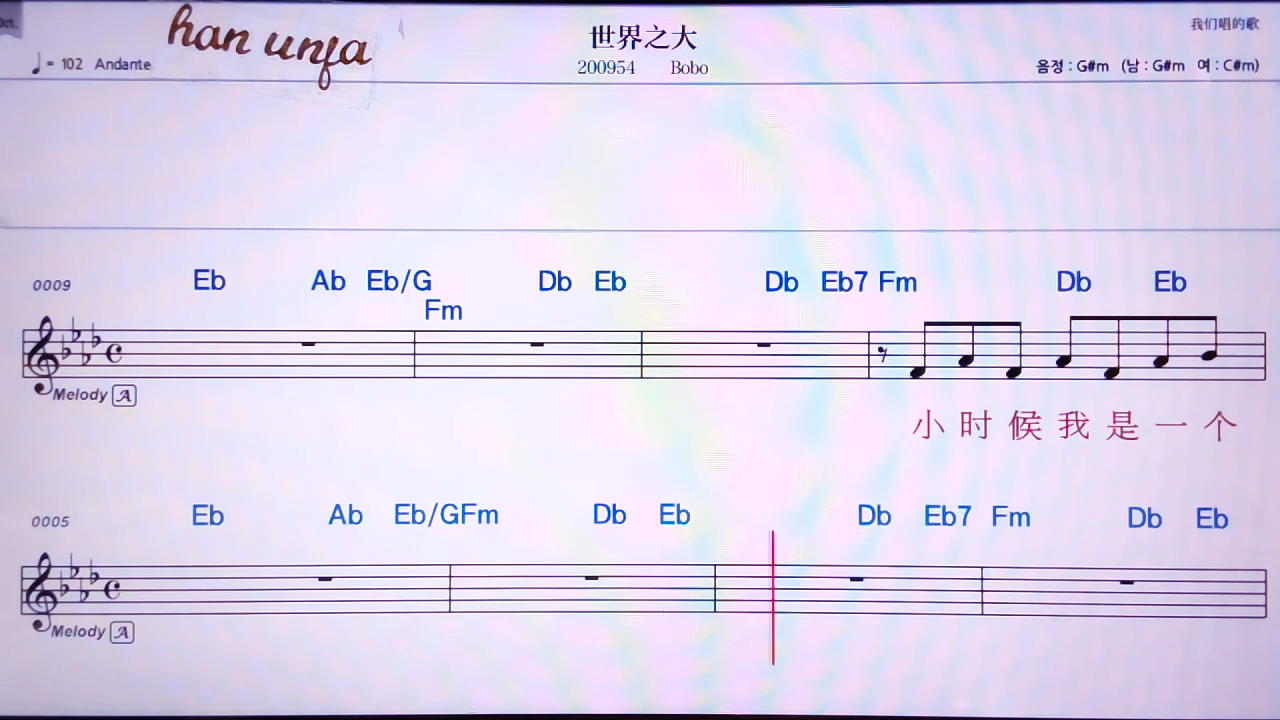 Oct.
han unfa
世界之大
我们唱的歌
= 102 Andante
200954 Bobo
음정 : G#m (남 : G#m 여 : C#m)
0009
Eb Ab Eb/G Db Eb Db Eb7 Fm Db Eb
Fm
Melody A
小时候我是一个
0005
Eb Ab Eb/GFm Db Eb Db Eb7 Fm Db Eb
Melody A